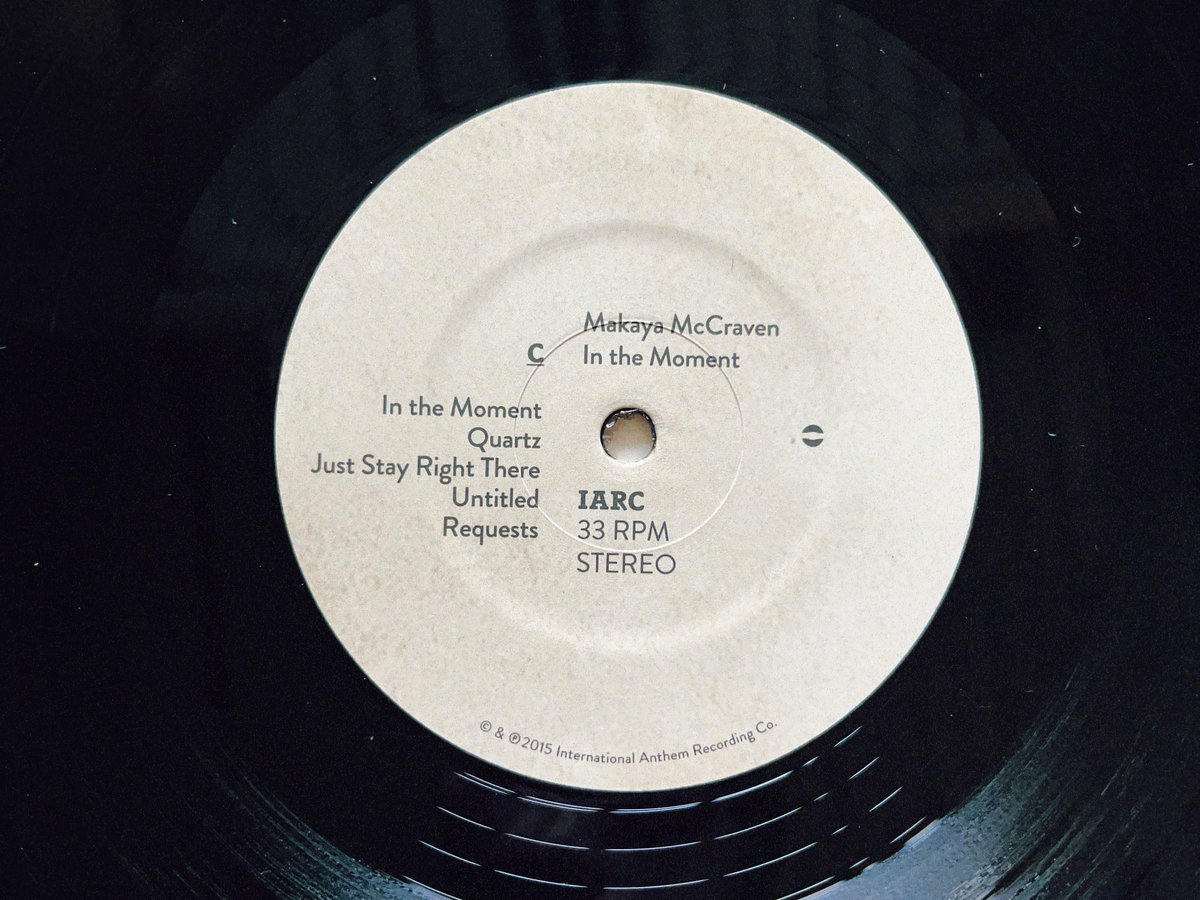 Makaya McCraven
In the Moment
C
In the Moment
Quartz
Just Stay Right There
Untitled
Requests
IARC
33 RPM
STEREO
© & ℗ 2015 International Anthem Recording Co.